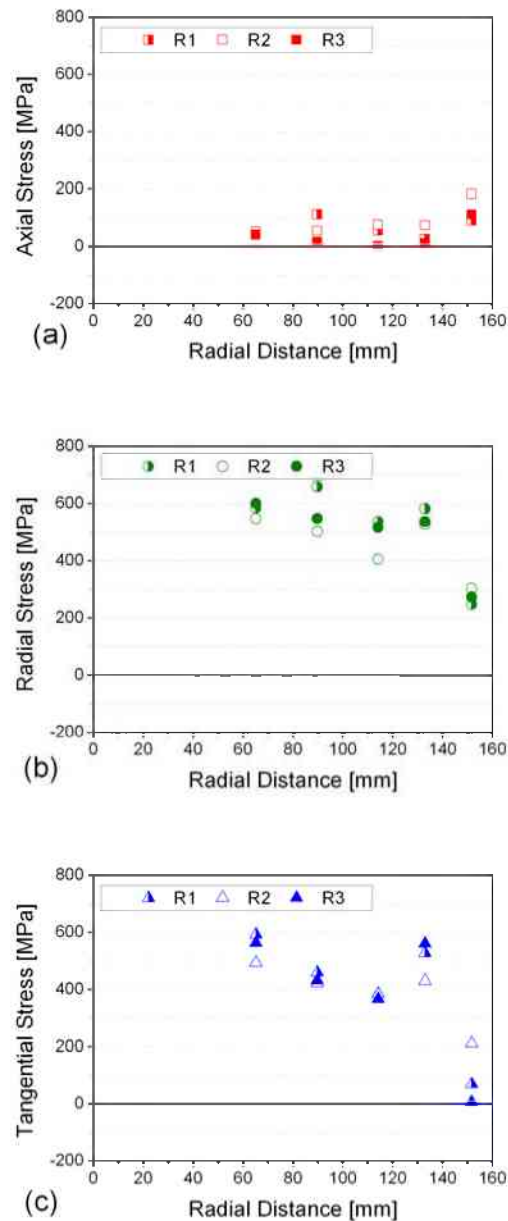 R1 R2 R3
800
600
400
200
0
-200
0 20 40 60 80 100 120 140 160
Axial Stress [MPa]
Radial Distance [mm]
(a)
R1 R2 R3
800
600
400
200
0
-200
0 20 40 60 80 100 120 140 160
Radial Stress [MPa]
Radial Distance [mm]
(b)
R1 R2 R3
800
600
400
200
0
-200
0 20 40 60 80 100 120 140 160
Tangential Stress [MPa]
Radial Distance [mm]
(c)